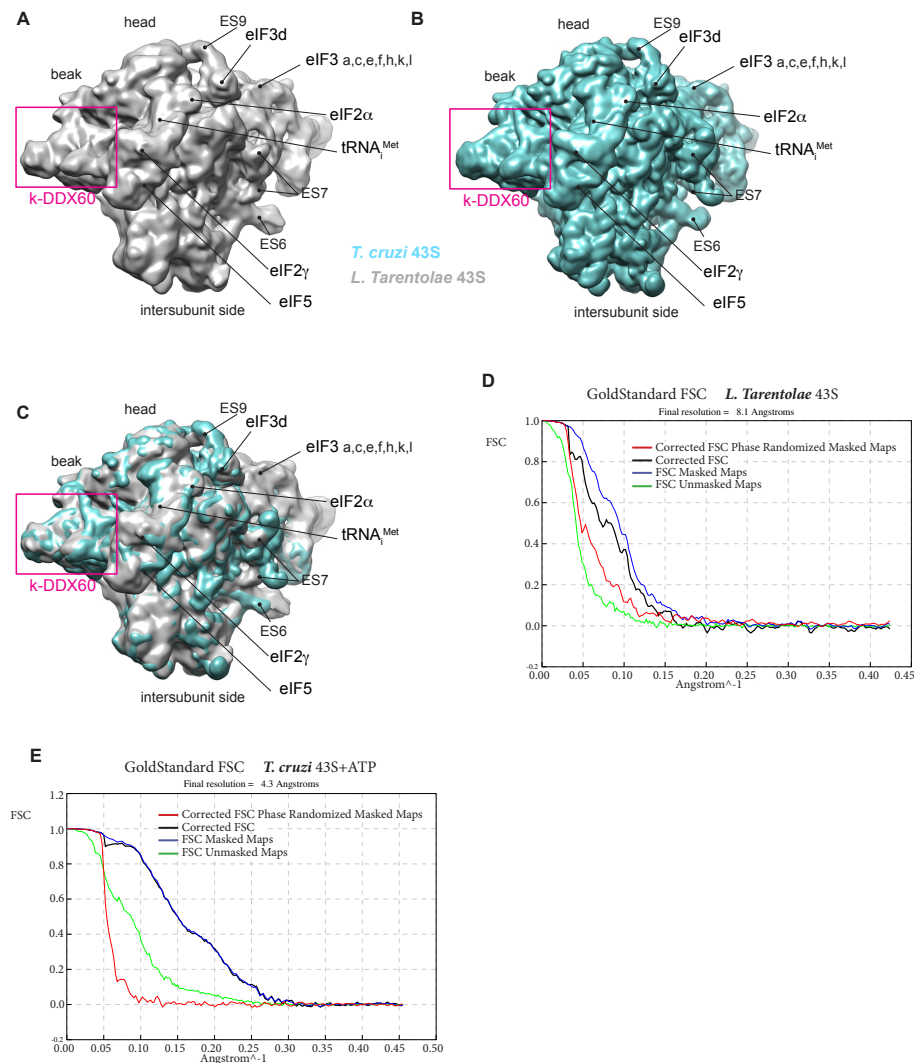 A
head
ES9
eIF3d
beak
eIF3 a,c,e,f,h,k,l
eIF2α
tRNAiMet
k-DDX60
ES7
ES6
eIF2γ
eIF5
intersubunit side
T. cruzi 43S
L. Tarentolae 43S
B
head
ES9
eIF3d
beak
eIF3 a,c,e,f,h,k,l
eIF2α
tRNAiMet
k-DDX60
ES7
ES6
eIF2γ
eIF5
intersubunit side
C
head
ES9
eIF3d
beak
eIF3 a,c,e,f,h,k,l
eIF2α
tRNAiMet
k-DDX60
ES7
ES6
eIF2γ
eIF5
intersubunit side
D
GoldStandard FSC L. Tarentolae 43S
Final resolution = 8.1 Angstroms
FSC
1.0
0.8
0.6
0.4
0.2
0.0
-0.2
Corrected FSC Phase Randomized Masked Maps
Corrected FSC
FSC Masked Maps
FSC Unmasked Maps
0.00 0.05 0.10 0.15 0.20 0.25 0.30 0.35 0.40 0.45
Angstrom^-1
E
GoldStandard FSC T. cruzi 43S+ATP
Final resolution = 4.3 Angstroms
FSC
1.2
1.0
0.8
0.6
0.4
0.2
0.0
-0.2
Corrected FSC Phase Randomized Masked Maps
Corrected FSC
FSC Masked Maps
FSC Unmasked Maps
0.00 0.05 0.10 0.15 0.20 0.25 0.30 0.35 0.40 0.45 0.50
Angstrom^-1